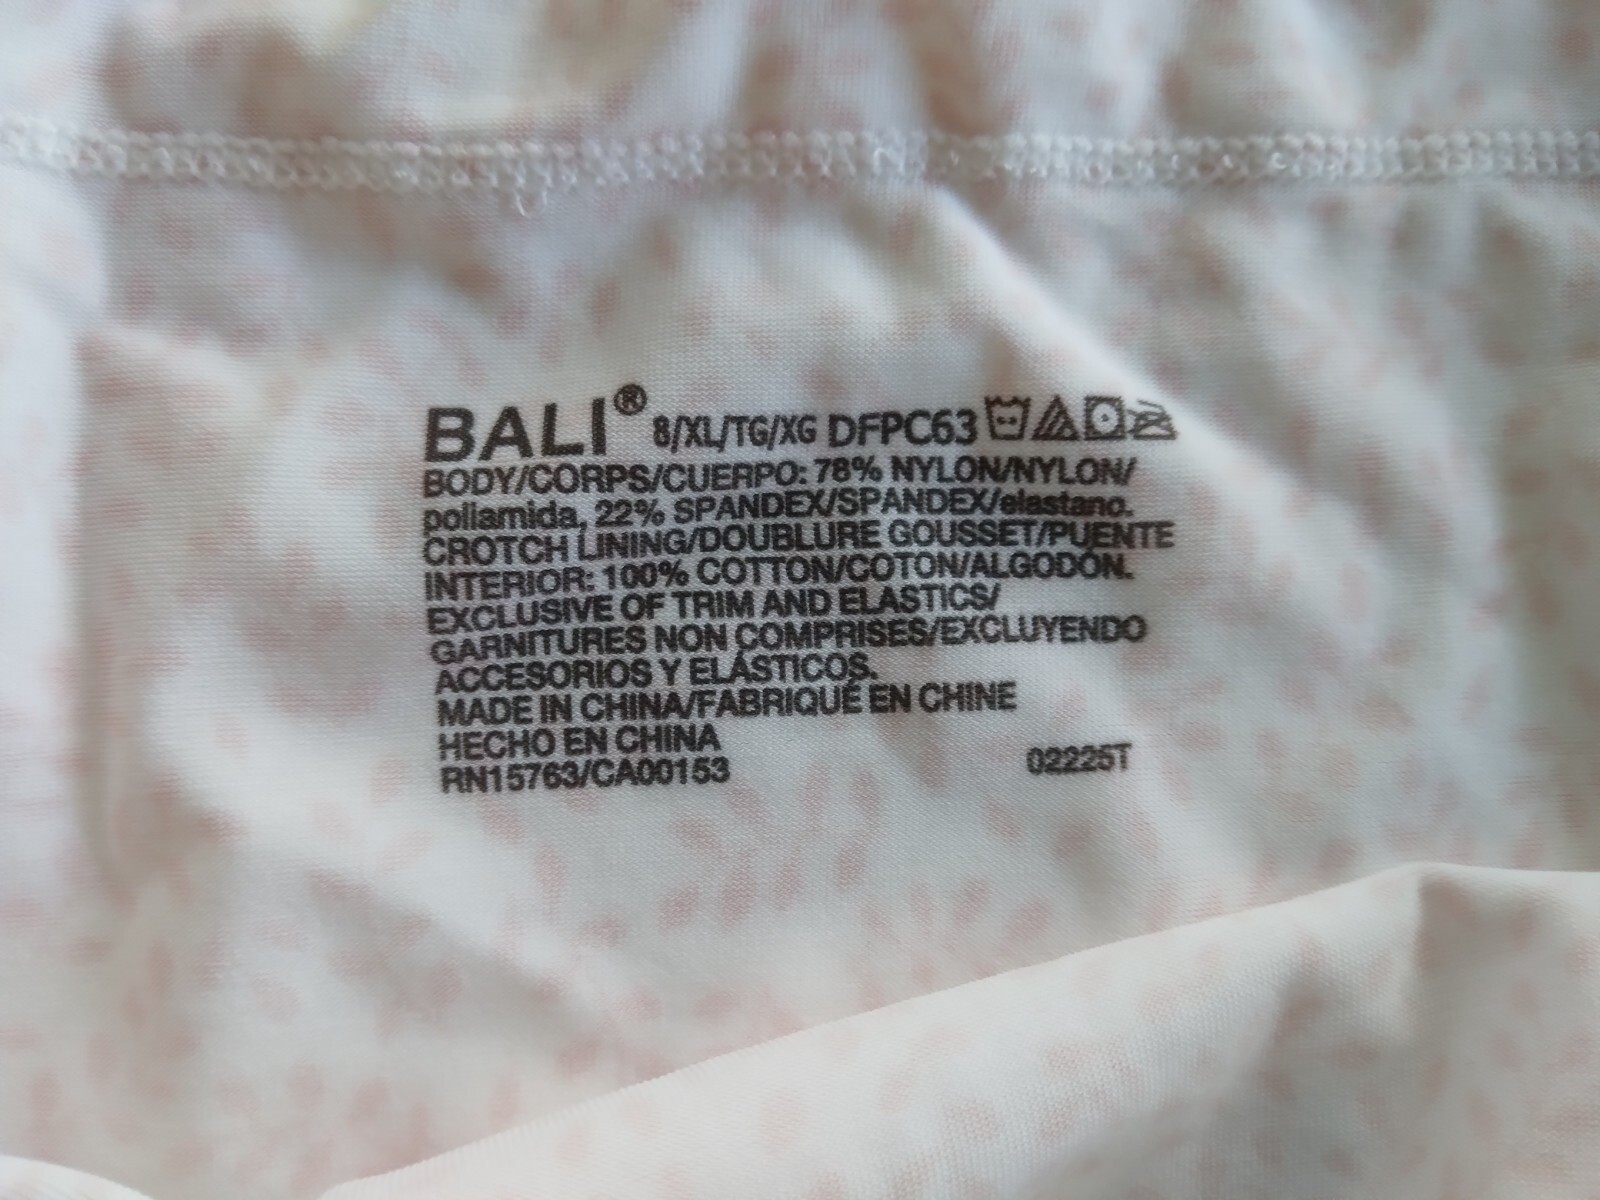 BALI® 8/XL/TG/XG DFPC63
BODY/CORPS/CUERPO: 78% NYLON/NYLON/
poliamida, 22% SPANDEX/SPANDEX/elastano.
CROTCH LINING/DOUBLURE GOUSSET/PUENTE
INTERIOR: 100% COTTON/COTON/ALGODÓN.
EXCLUSIVE OF TRIM AND ELASTICS/
GARNITURES NON COMPRISES/EXCLUYENDO
ACCESORIOS Y ELÁSTICOS.
MADE IN CHINA/FABRIQUÉ EN CHINE
HECHO EN CHINA
RN15763/CA00153 02225T